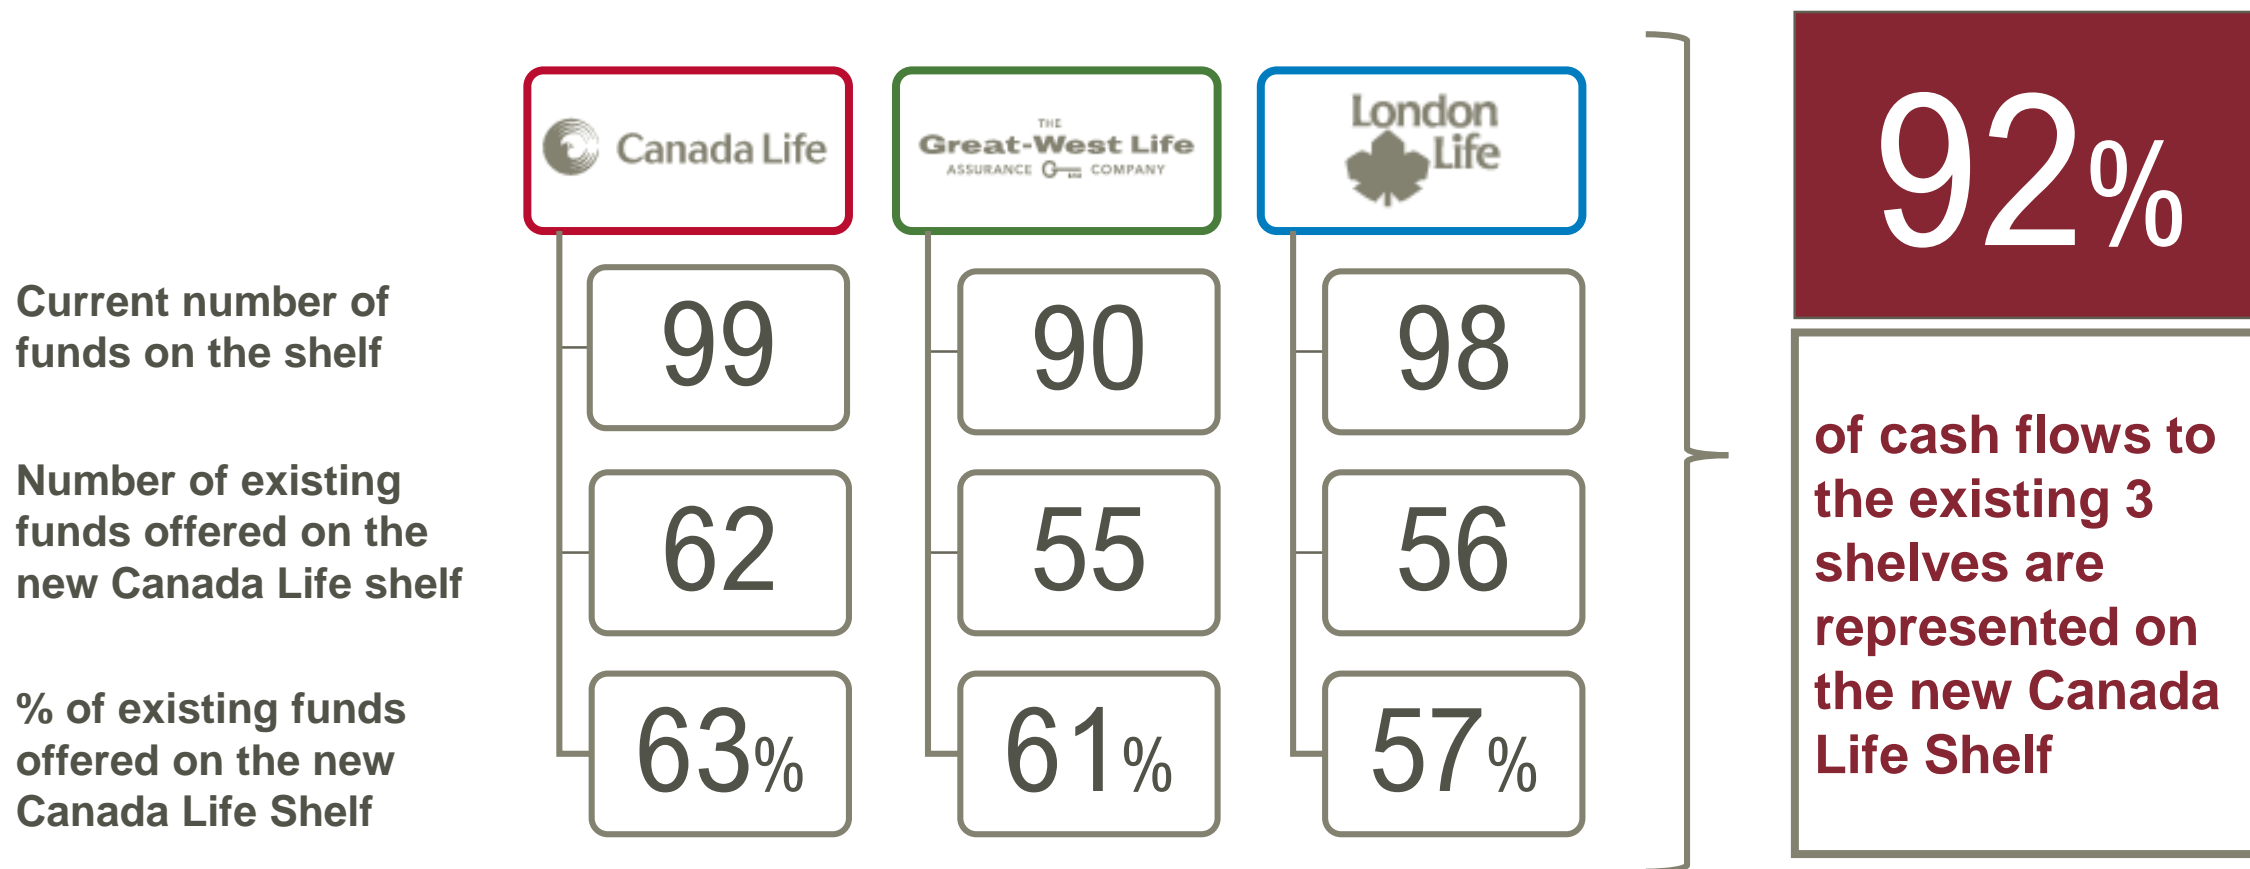 Canada Life
THE
Great-West Life
ASSURANCE COMPANY
London
Life
Current number of
funds on the shelf
99
90
98
Number of existing
funds offered on the
new Canada Life shelf
62
55
56
% of existing funds
offered on the new
Canada Life Shelf
63%
61%
57%
92%
of cash flows to
the existing 3
shelves are
represented on
the new Canada
Life Shelf